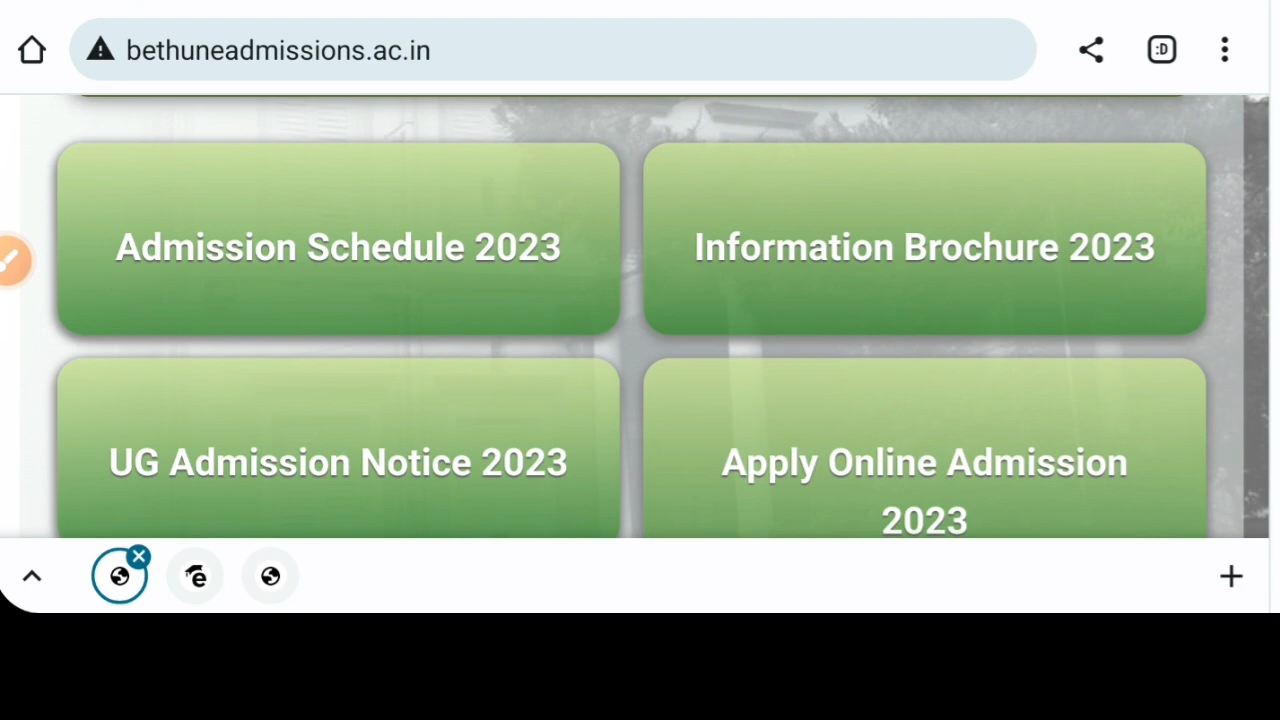 bethuneadmissions.ac.in
:D
Admission Schedule 2023
Information Brochure 2023
UG Admission Notice 2023
Apply Online Admission
2023